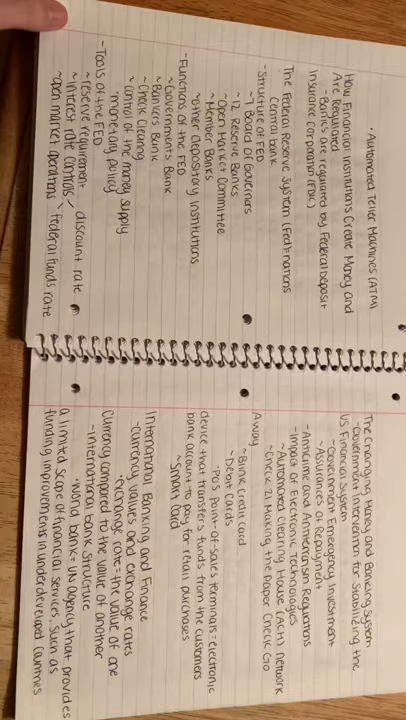 • Automated Teller Machines (ATM)
How Financial Institutions Create Money and
Are Regulated
- Banks are regulated by Federal Deposit
Insurance Corporation (FDIC)
The Federal Reserve System (Fed): nations
Central bank
- Structure of FED
~ 7 Board of Governors
~ 12 Reserve Banks
~ Open Market Committee
~ Member Banks
~ other depository institutions
- Functions of the FED
~ Governments Bank
~ Bankers Bank
~ Check Clearing
~ control of the money supply
• monetary policy
- Tools of the FED
~ reserve requirement
~ interest rate controls discount rate
~ open market operations federal funds rate
The Changing Money and Banking System
- Government Intervention for Stabilizing the
US Financial System
~ Government Emergency Investment
~ Assurances of Repayment
- Anticrime and Antiterrorism Regulations
- Impact of Electronic Technologies
~ Automated Clearing House (ACH) Network
~ Check 21 Making the Paper Check Go
Away
~ Bank Credit Card
~ Debit Cards
• Pos Point-of-sales terminals = electronic
device that transfers funds from the customers
bank account to pay for retail purchases
~ Smart Card
International Banking and Finance
- Currency values and exchange rates
• exchange rate = the value of one
currency compared to the value of another
- International bank structure
• World bank = UN agency that provides
a limited scope of financial services, such as
funding improvements in underdeveloped countries